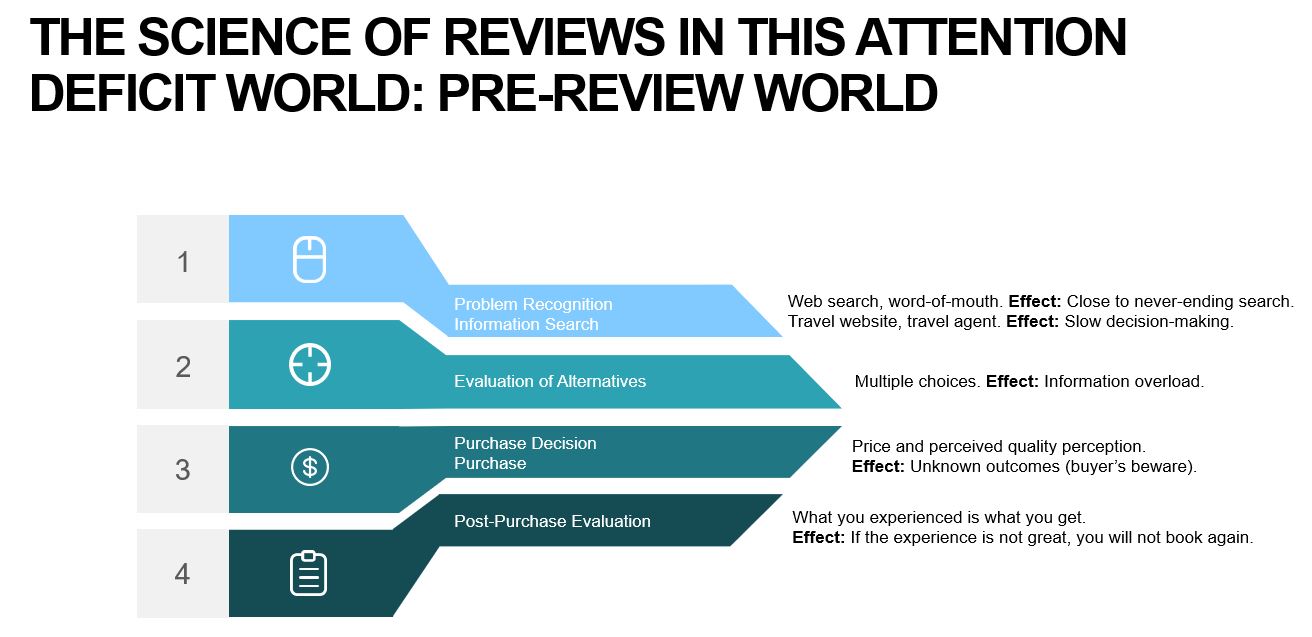 THE SCIENCE OF REVIEWS IN THIS ATTENTION
DEFICIT WORLD: PRE-REVIEW WORLD
1
Problem Recognition
Information Search
Web search, word-of-mouth. Effect: Close to never-ending search.
Travel website, travel agent. Effect: Slow decision-making.
2
Evaluation of Alternatives
Multiple choices. Effect: Information overload.
3
$
Purchase Decision
Purchase
Price and perceived quality perception.
Effect: Unknown outcomes (buyer’s beware).
4
Post-Purchase Evaluation
What you experienced is what you get.
Effect: If the experience is not great, you will not book again.